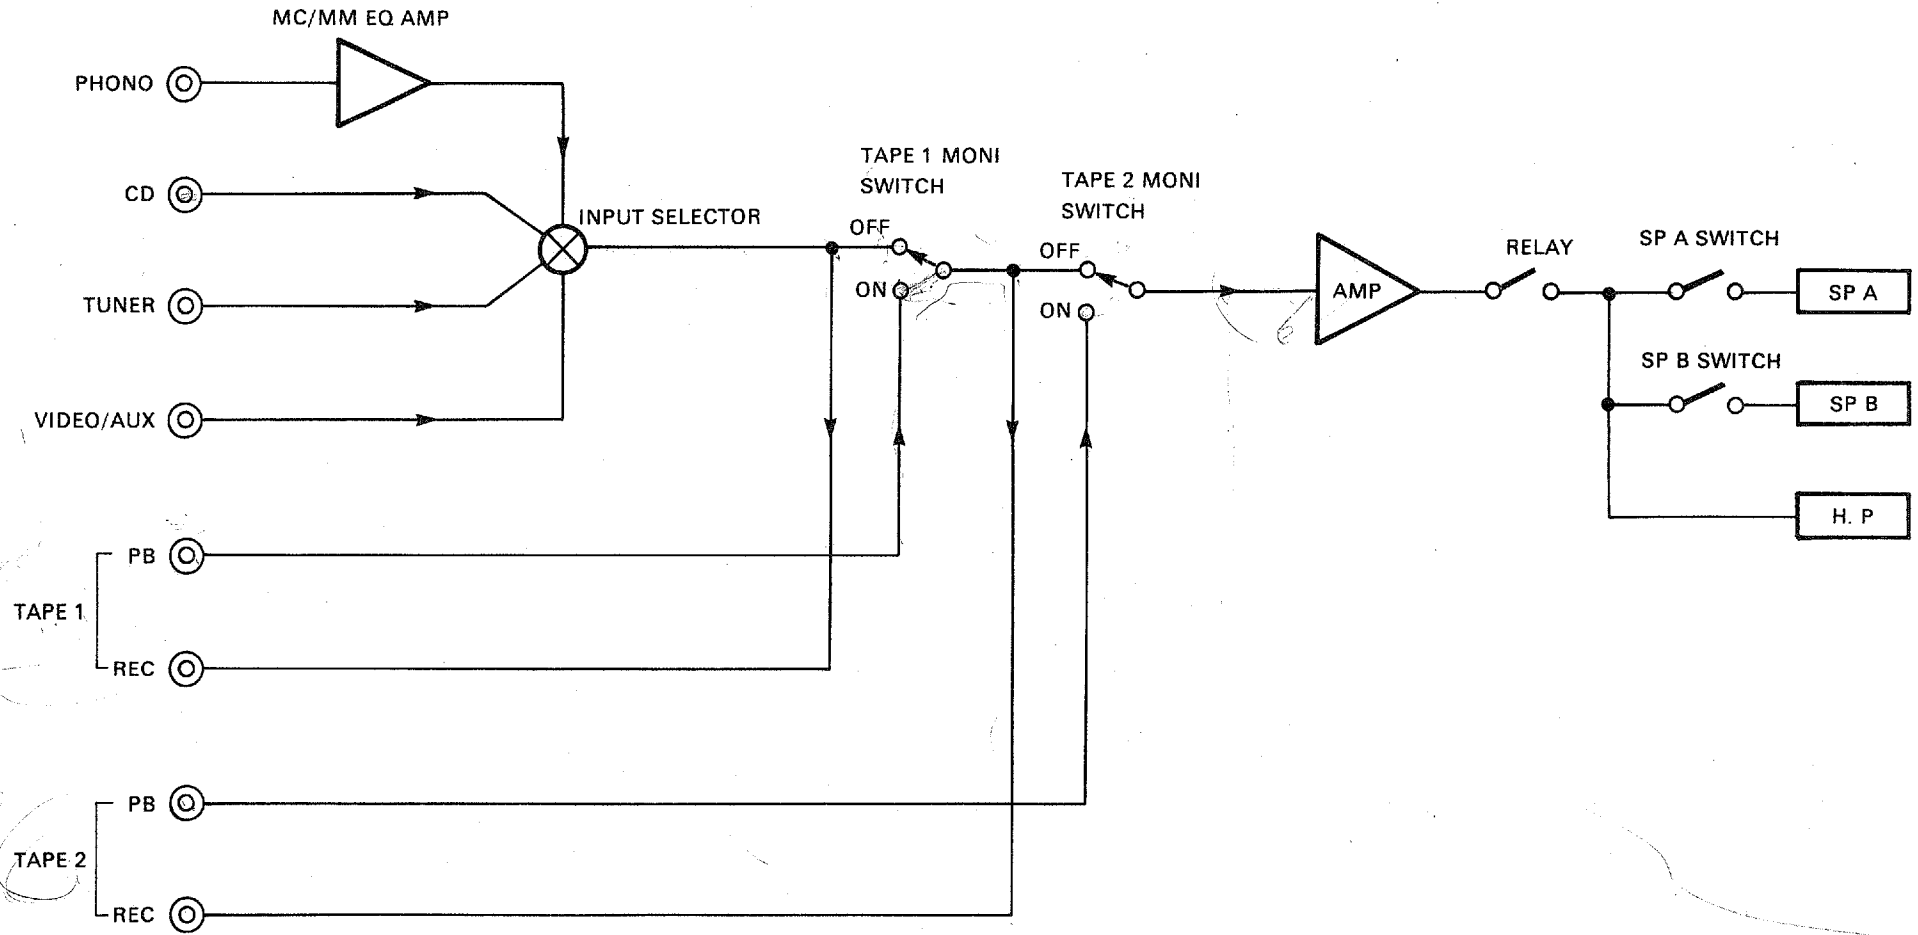 MC/MM EQ AMP
PHONO
CD
TUNER
VIDEO/AUX
INPUT SELECTOR
TAPE 1 MONI
SWITCH
OFF
ON
TAPE 2 MONI
SWITCH
OFF
ON
AMP
RELAY
SP A SWITCH
SP A
SP B SWITCH
SP B
H. P
TAPE 1
PB
REC
TAPE 2
PB
REC